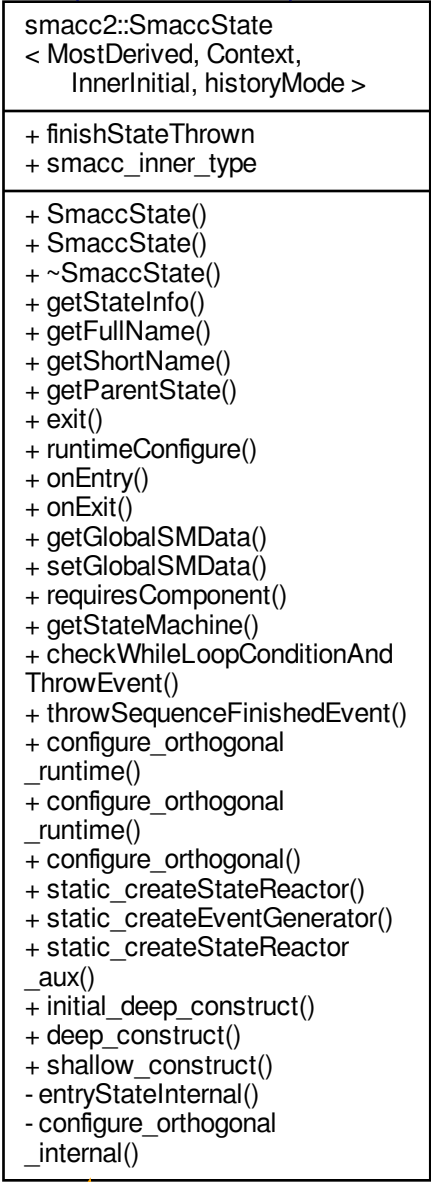 smacc2::SmaccState
< MostDerived, Context,
InnerInitial, historyMode >
+ finishStateThrown
+ smacc_inner_type
+ SmaccState()
+ SmaccState()
+ ~SmaccState()
+ getStateInfo()
+ getFullName()
+ getShortName()
+ getParentState()
+ exit()
+ runtimeConfigure()
+ onEntry()
+ onExit()
+ getGlobalSMData()
+ setGlobalSMData()
+ requiresComponent()
+ getStateMachine()
+ checkWhileLoopConditionAnd
ThrowEvent()
+ throwSequenceFinishedEvent()
+ configure_orthogonal
_runtime()
+ configure_orthogonal
_runtime()
+ configure_orthogonal()
+ static_createStateReactor()
+ static_createEventGenerator()
+ static_createStateReactor
_aux()
+ initial_deep_construct()
+ deep_construct()
+ shallow_construct()
- entryStateInternal()
- configure_orthogonal
_internal()